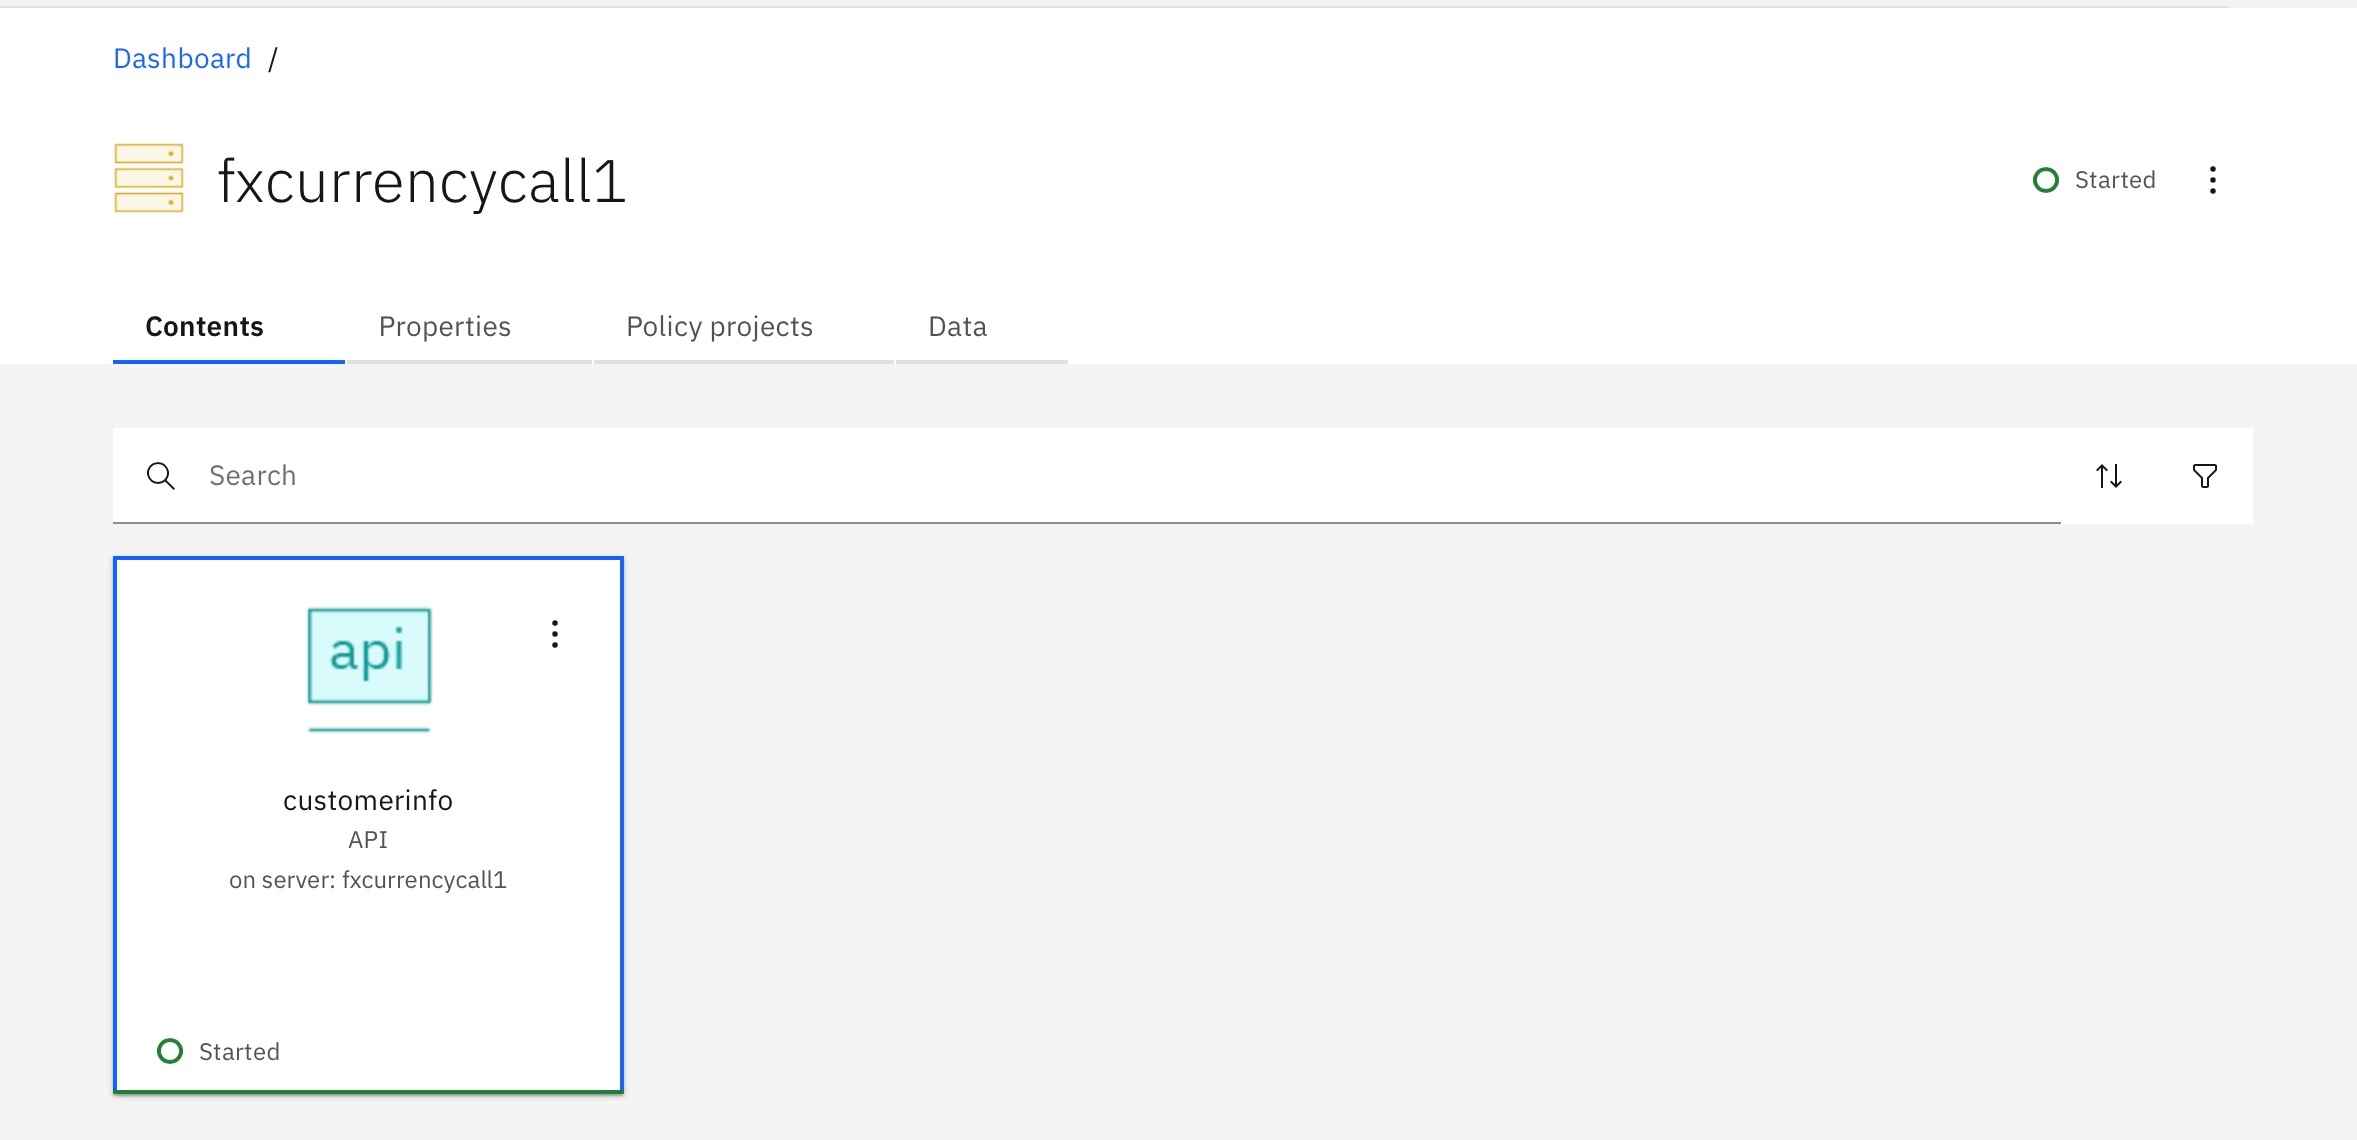 Dashboard /
fxcurrencycall1
Started
Contents
Properties
Policy projects
Data
Search
api
customerinfo
API
on server: fxcurrencycall1
Started